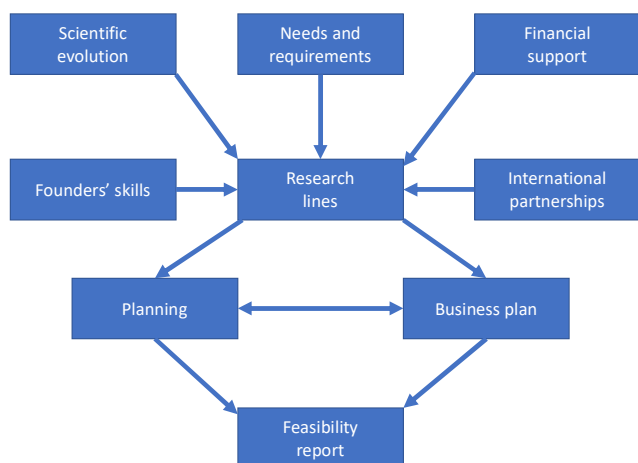 Scientific
evolution
Needs and
requirements
Financial
support
Founders’ skills
Research
lines
International
partnerships
Planning
Business plan
Feasibility
report